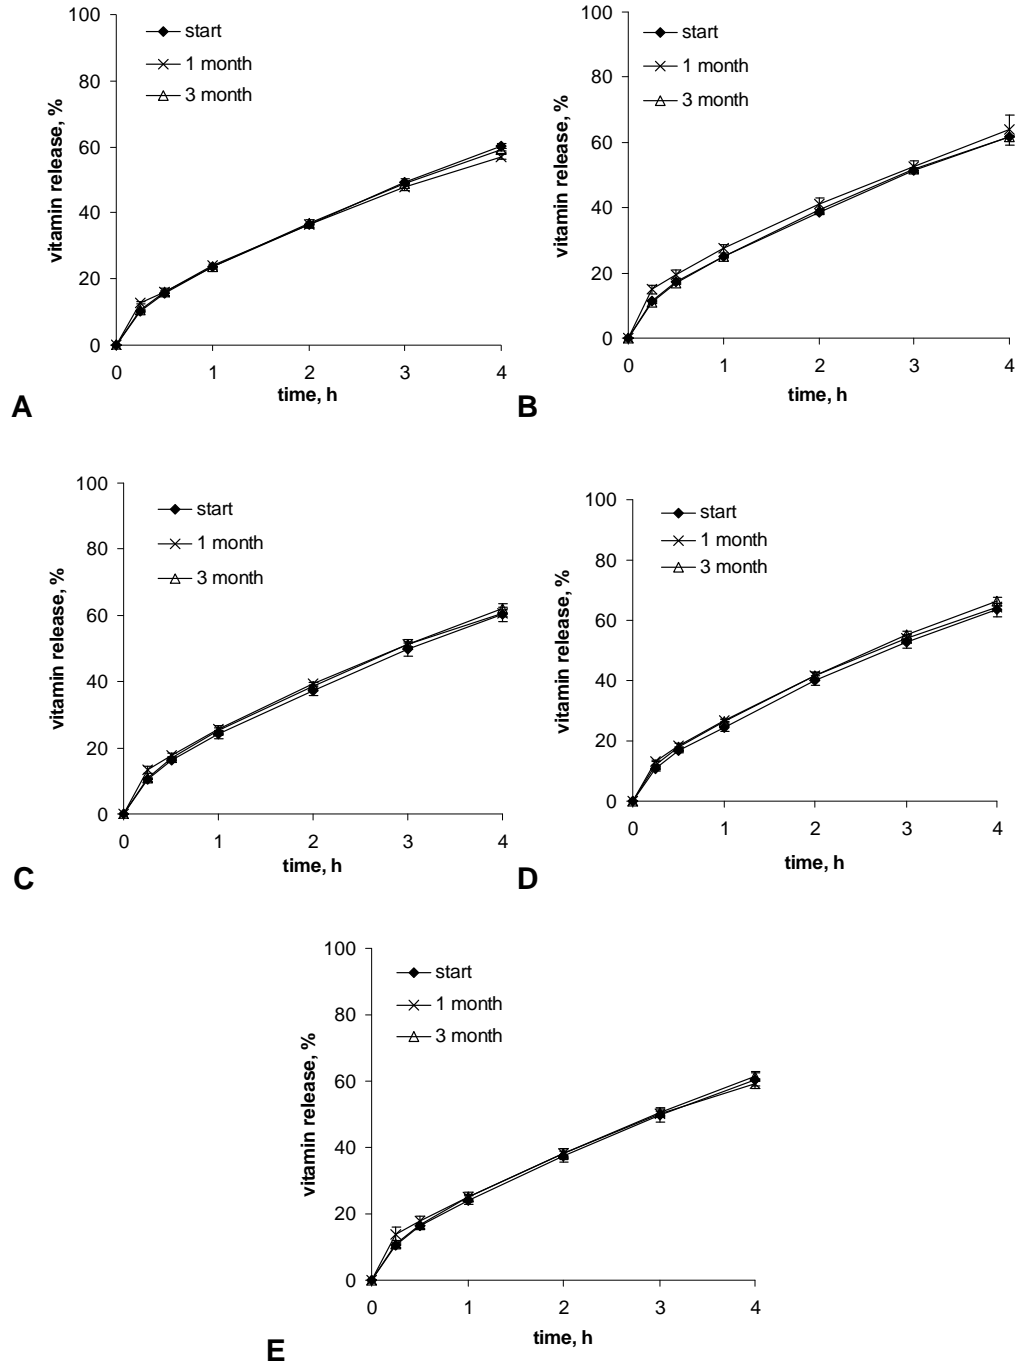 100
80
60
40
20
0
vitamin release, %
start
1 month
3 month
0 1 2 3 4
time, h
A
100
80
60
40
20
0
vitamin release, %
start
1 month
3 month
0 1 2 3 4
time, h
B
100
80
60
40
20
0
vitamin release, %
start
1 month
3 month
0 1 2 3 4
time, h
C
100
80
60
40
20
0
vitamin release, %
start
1 month
3 month
0 1 2 3 4
time, h
D
100
80
60
40
20
0
vitamin release, %
start
1 month
3 month
0 1 2 3 4
time, h
E